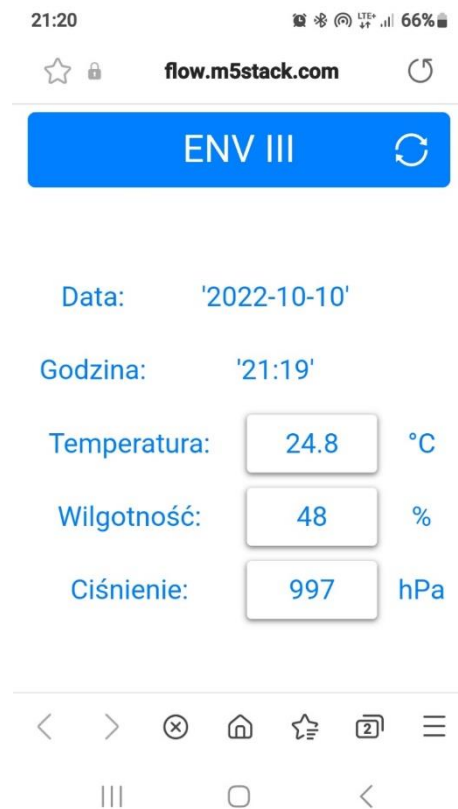 21:20 LTE+ 66%
flow.m5stack.com
ENV III
Data: '2022-10-10'
Godzina: '21:19'
Temperatura: 24.8 °C
Wilgotność: 48 %
Ciśnienie: 997 hPa
2